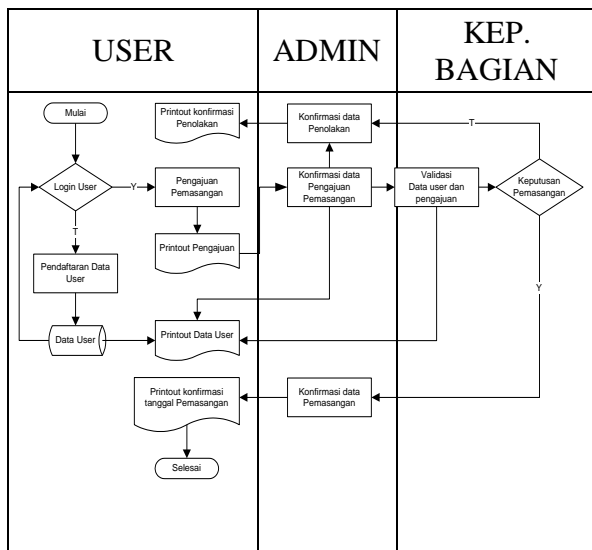 USER
ADMIN
KEP.
BAGIAN
Mulai
Printout konfirmasi
Penolakan
Konfirmasi data
Penolakan
T
Login User
Y
Pengajuan
Pemasangan
Konfirmasi data
Pengajuan
Pemasangan
Validasi
Data user dan
pengajuan
Keputusan
Pemasangan
T
Printout Pengajuan
Pendaftaran Data
User
Y
Data User
Printout Data User
Printout konfirmasi
tanggal Pemasangan
Konfirmasi data
Pemasangan
Selesai